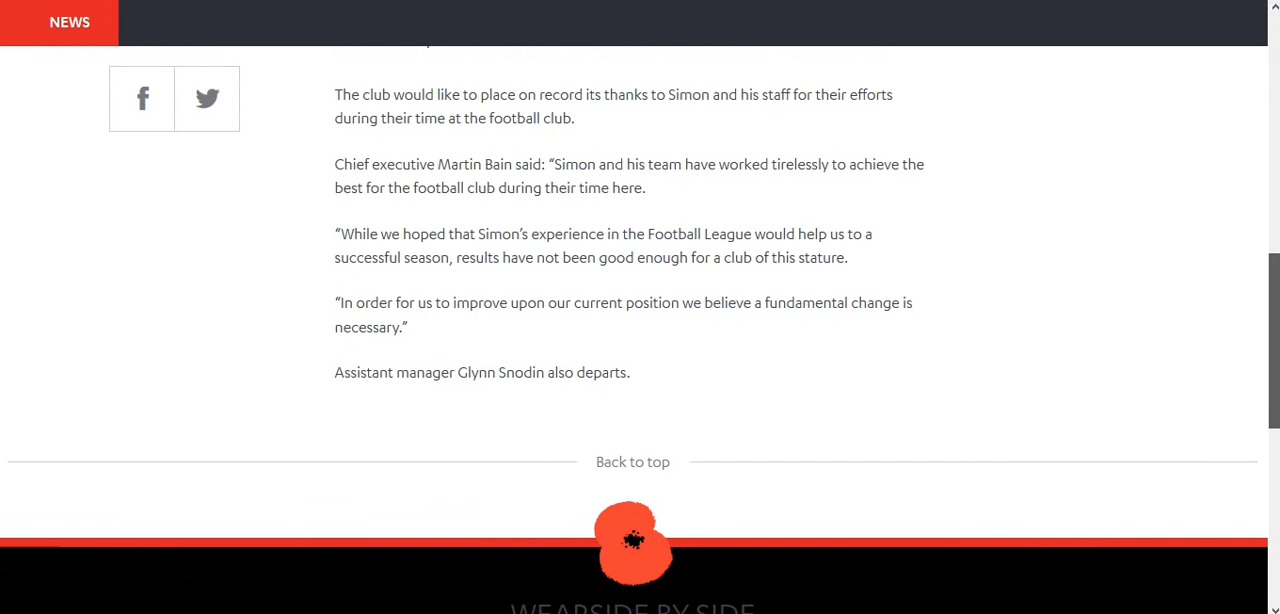 NEWS
The club would like to place on record its thanks to Simon and his staff for their efforts
during their time at the football club.
Chief executive Martin Bain said: “Simon and his team have worked tirelessly to achieve the
best for the football club during their time here.
“While we hoped that Simon’s experience in the Football League would help us to a
successful season, results have not been good enough for a club of this stature.
“In order for us to improve upon our current position we believe a fundamental change is
necessary.”
Assistant manager Glynn Snodin also departs.
Back to top
WEARSIDE BY SIDE